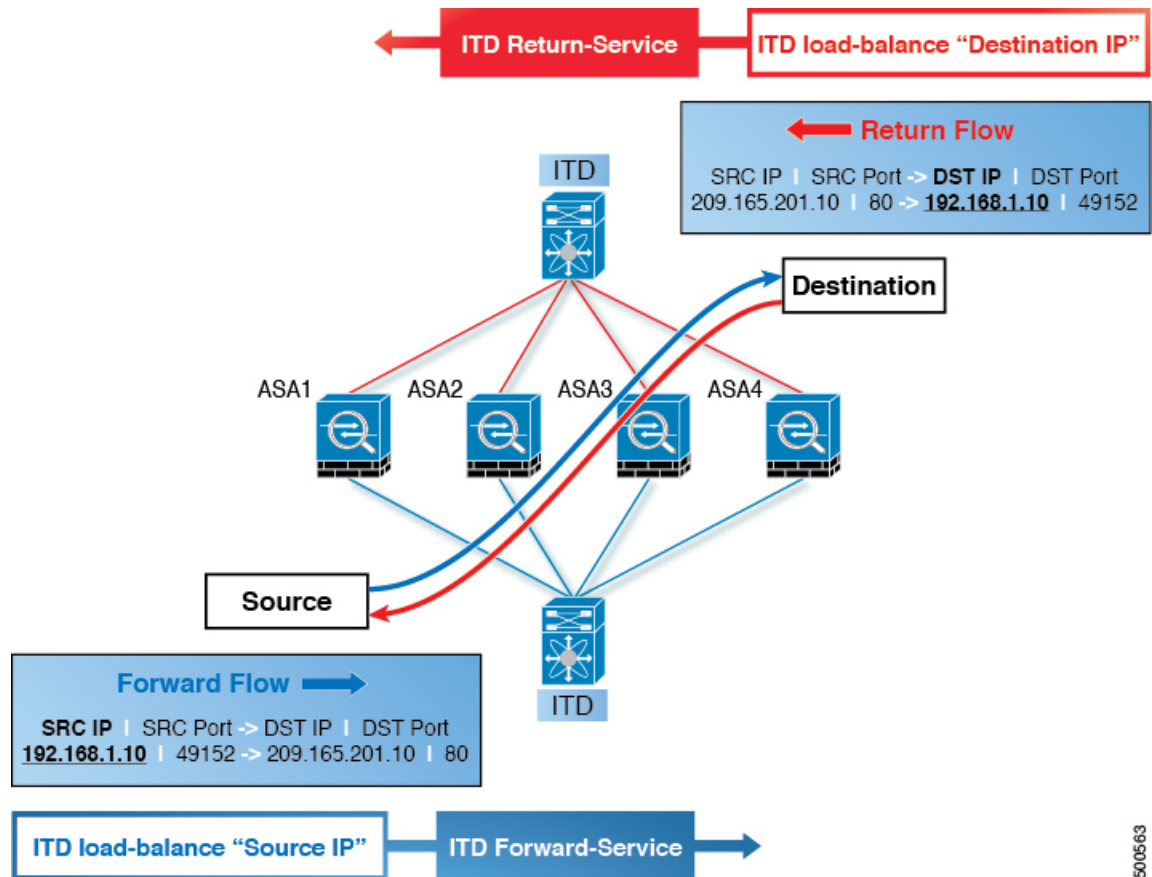 ITD Return-Service
ITD load-balance “Destination IP”
Return Flow
SRC IP | SRC Port -> DST IP | DST Port
209.165.201.10 | 80 -> 192.168.1.10 | 49152
ITD
Destination
ASA1
ASA2
ASA3
ASA4
Source
ITD
Forward Flow
SRC IP | SRC Port -> DST IP | DST Port
192.168.1.10 | 49152 -> 209.165.201.10 | 80
ITD load-balance “Source IP”
ITD Forward-Service
500563